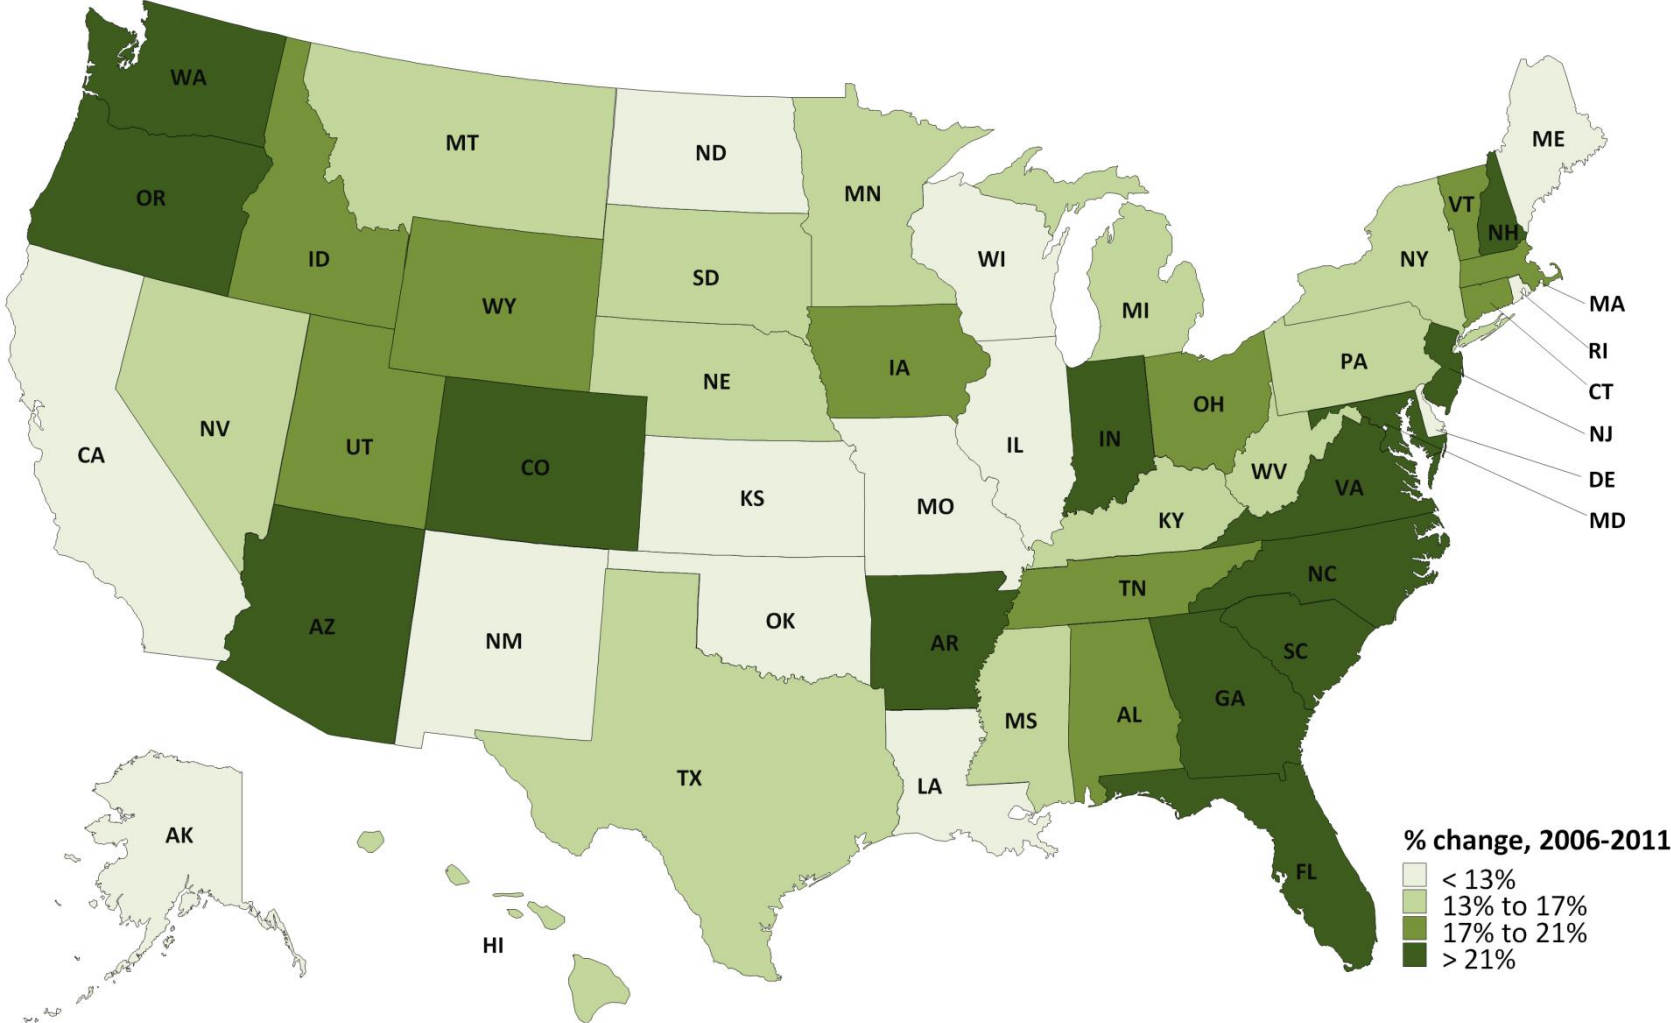 WA
MT
ND
ME
OR
MN
VT
NH
ID
WI
NY
SD
MA
WY
MI
RI
PA
IA
NE
CT
OH
NV
NJ
IN
UT
IL
CA
CO
WV
DE
VA
KS
MO
KY
MD
NC
TN
OK
AZ
NM
AR
SC
GA
AL
MS
TX
LA
AK
% change, 2006-2011
FL
< 13%
13% to 17%
17% to 21%
HI
> 21%